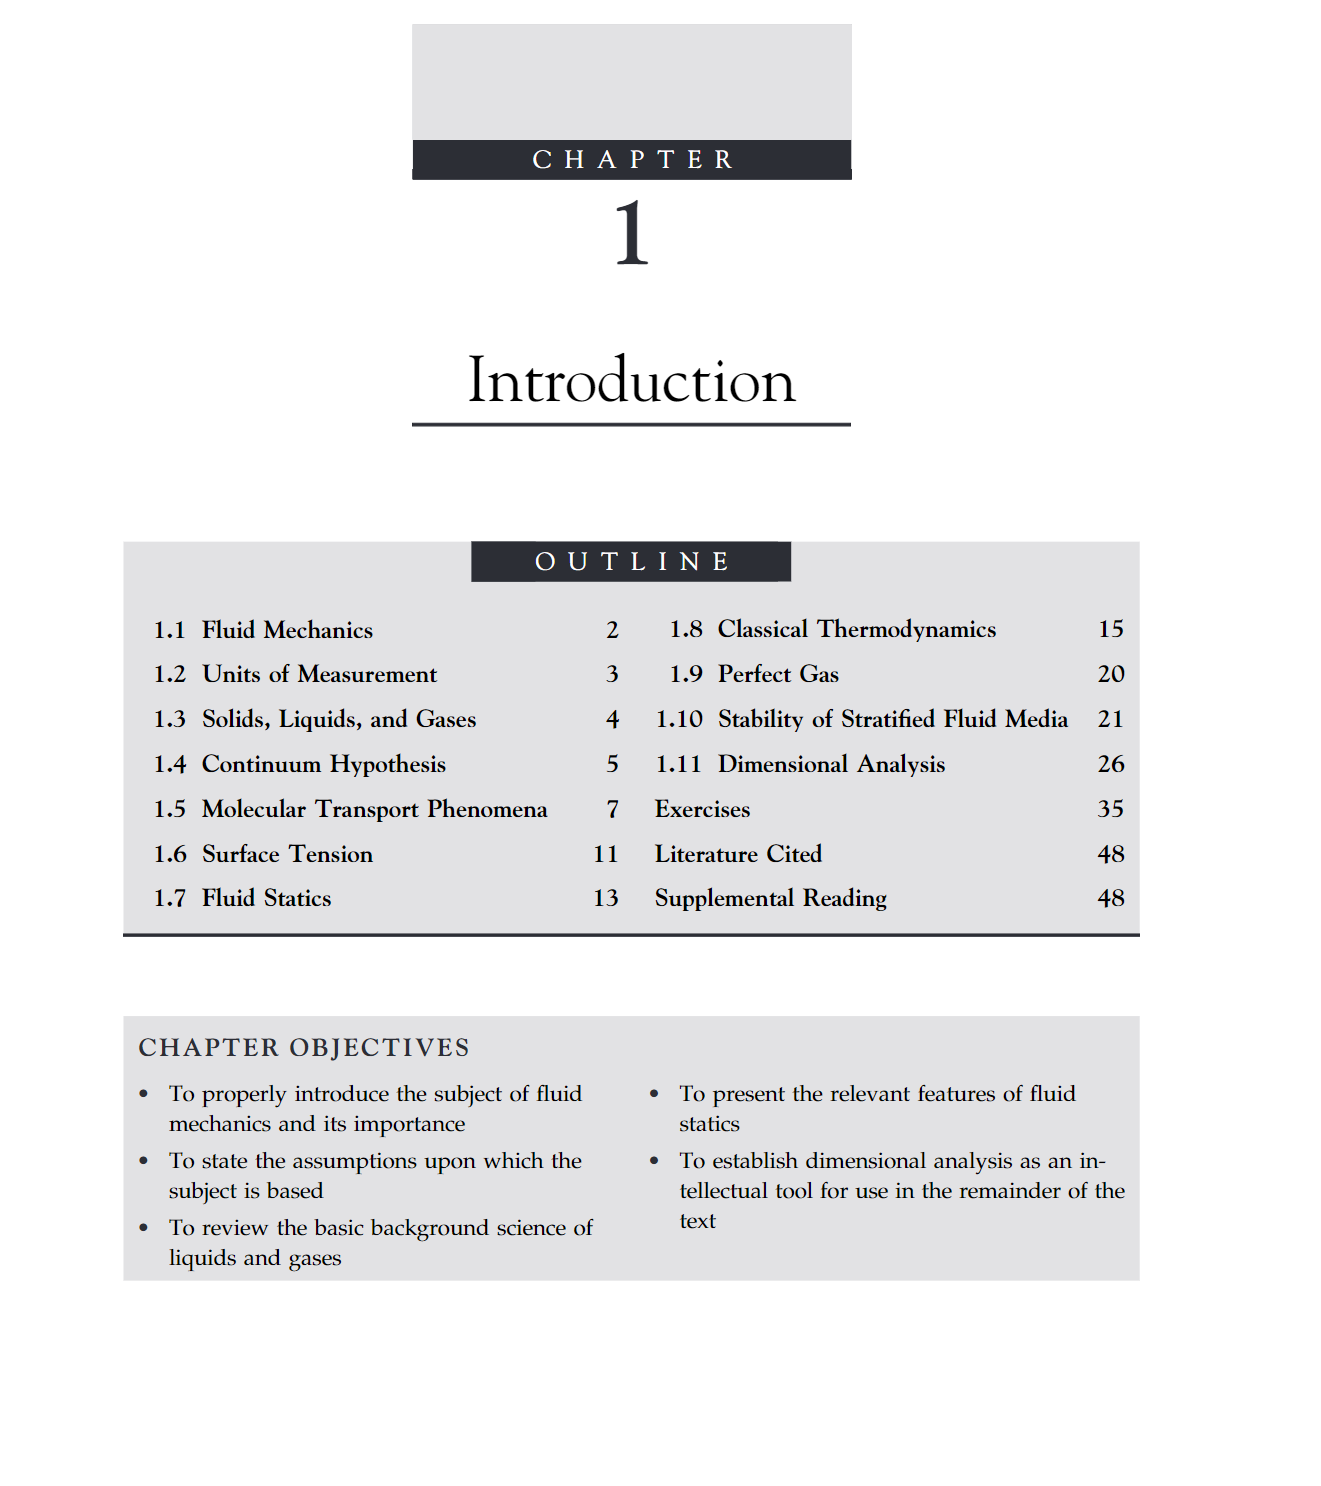 CHAPTER
1
Introduction
OUTLINE
1.1 Fluid Mechanics 2
1.2 Units of Measurement 3
1.3 Solids, Liquids, and Gases 4
1.4 Continuum Hypothesis 5
1.5 Molecular Transport Phenomena 7
1.6 Surface Tension 11
1.7 Fluid Statics 13
1.8 Classical Thermodynamics 15
1.9 Perfect Gas 20
1.10 Stability of Stratified Fluid Media 21
1.11 Dimensional Analysis 26
Exercises 35
Literature Cited 48
Supplemental Reading 48
CHAPTER OBJECTIVES
• To properly introduce the subject of fluid
mechanics and its importance
• To state the assumptions upon which the
subject is based
• To review the basic background science of
liquids and gases
• To present the relevant features of fluid
statics
• To establish dimensional analysis as an in-
tellectual tool for use in the remainder of the
text